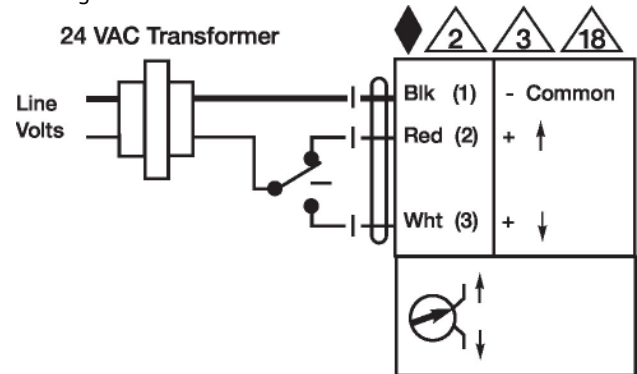 24 VAC Transformer
2 3 18
Line
Volts
Blk (1) - Common
Red (2) + ↑
Wht (3) + ↓